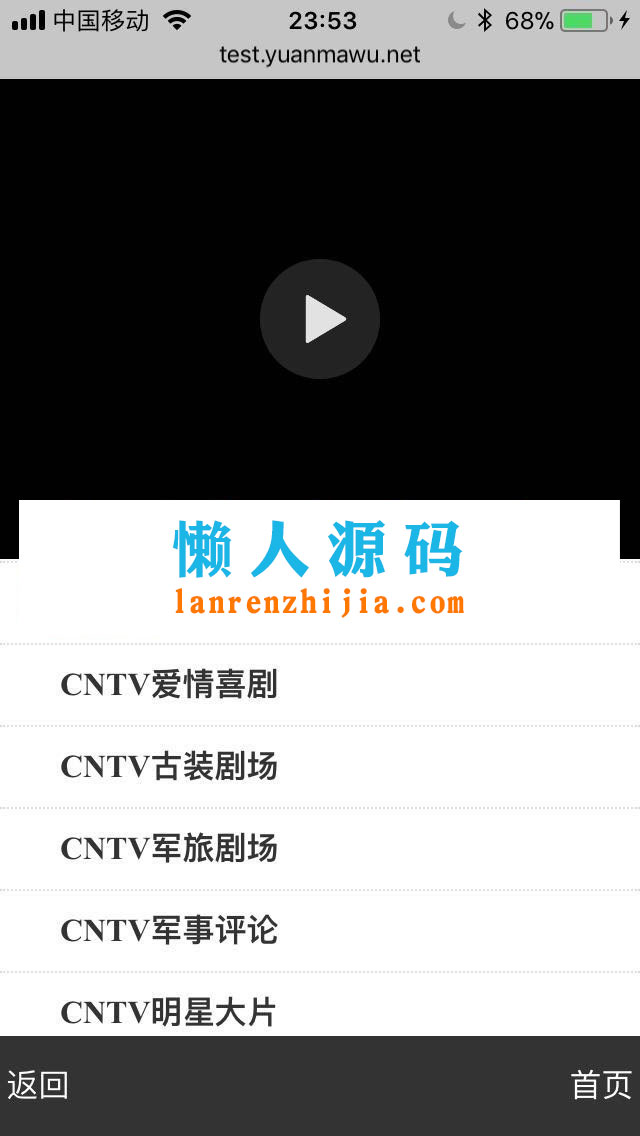 中国移动 23:53 68%
test.yuanmawu.net
懒人源码
lanrenzhijia.com
CNTV爱情喜剧
CNTV古装剧场
CNTV军旅剧场
CNTV军事评论
CNTV明星大片
返回 首页